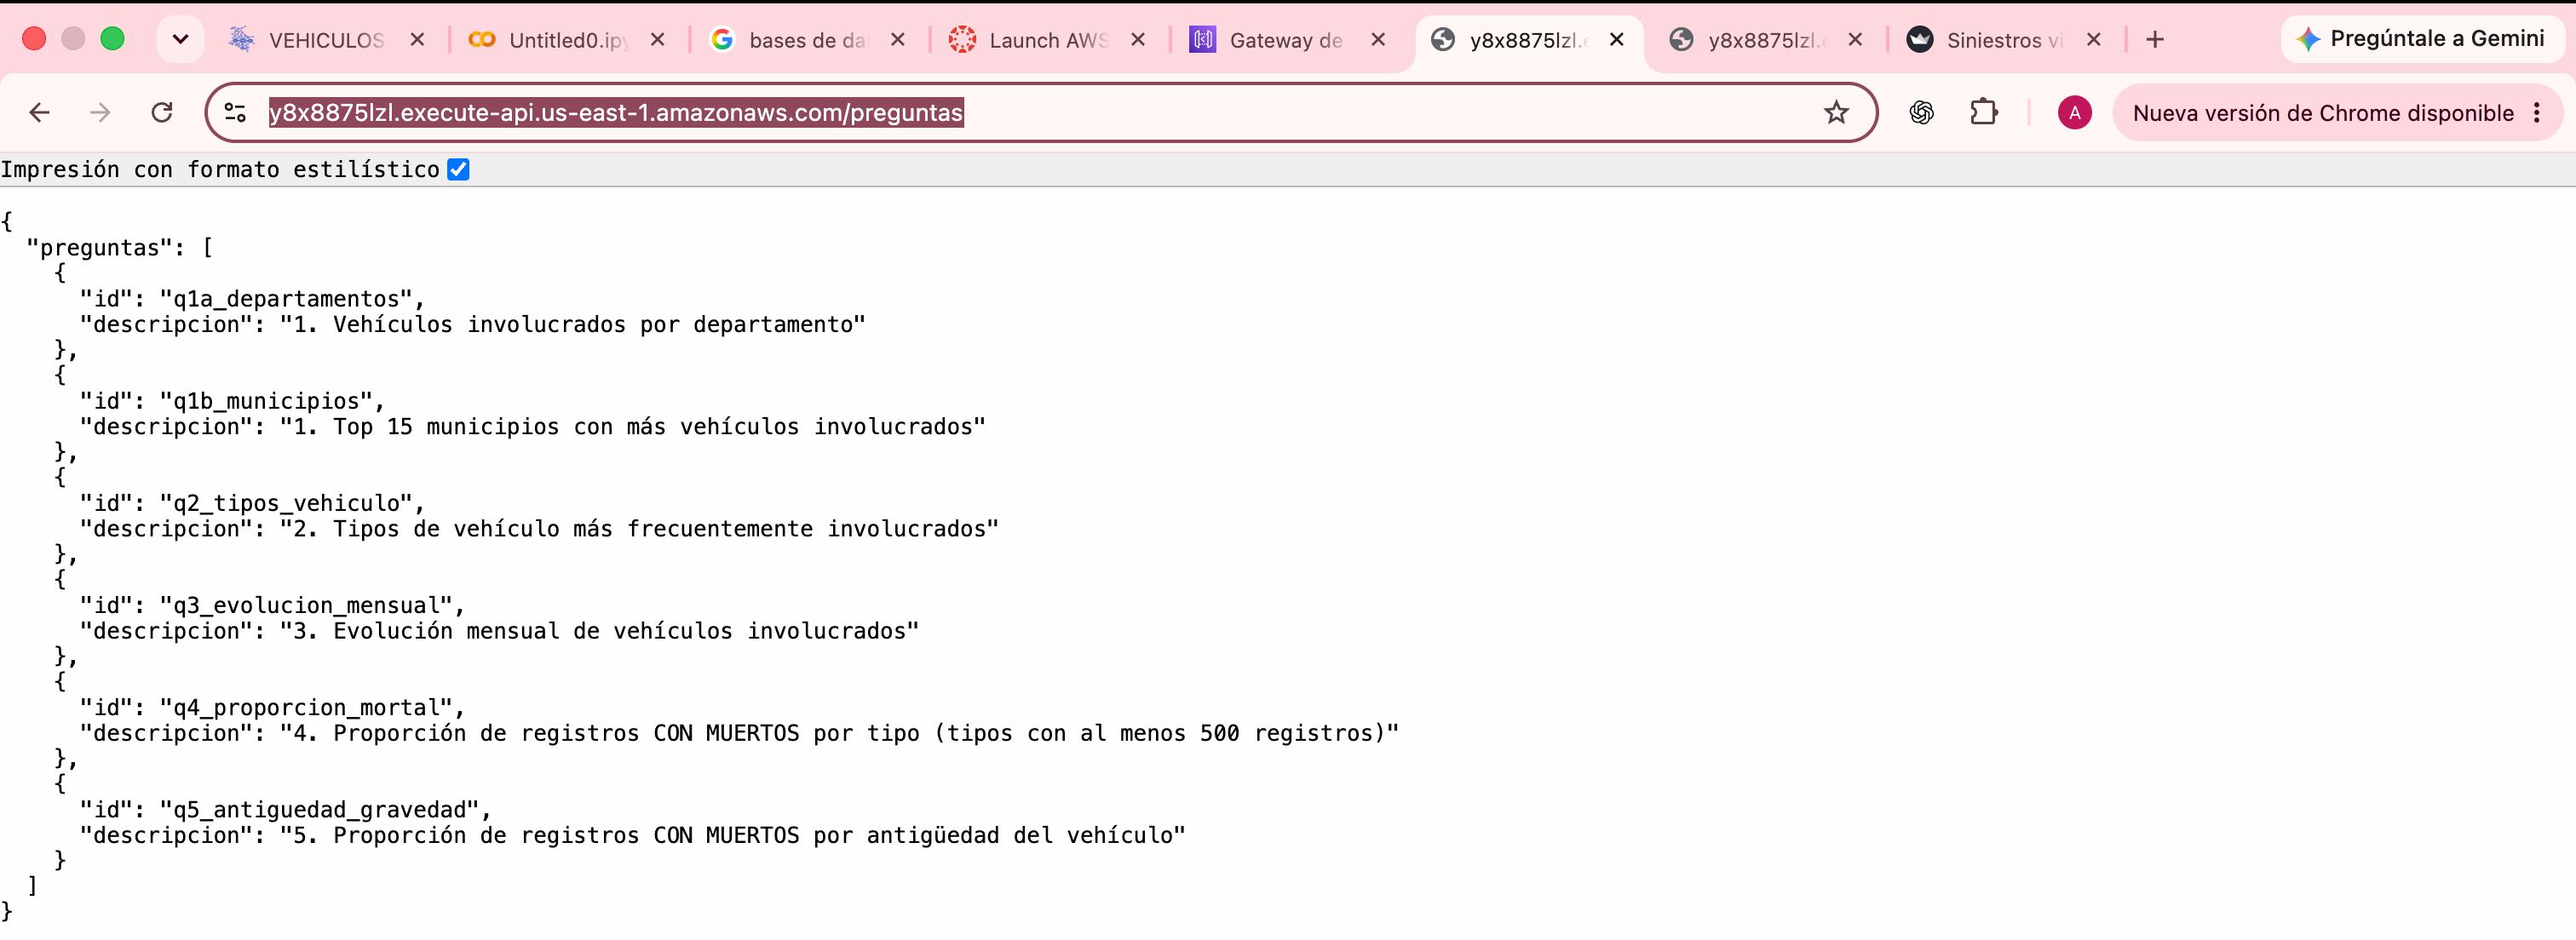 VEHICULOS
Untitled0.ipy
bases de da
Launch AWS
Gateway de
y8x8875lzl.e
y8x8875lzl.e
Siniestros vi
Pregúntale a Gemini
y8x8875lzl.execute-api.us-east-1.amazonaws.com/preguntas
A
Nueva versión de Chrome disponible
Impresión con formato estilístico
{
  "preguntas": [
    {
      "id": "q1a_departamentos",
      "descripcion": "1. Vehículos involucrados por departamento"
    },
    {
      "id": "q1b_municipios",
      "descripcion": "1. Top 15 municipios con más vehículos involucrados"
    },
    {
      "id": "q2_tipos_vehiculo",
      "descripcion": "2. Tipos de vehículo más frecuentemente involucrados"
    },
    {
      "id": "q3_evolucion_mensual",
      "descripcion": "3. Evolución mensual de vehículos involucrados"
    },
    {
      "id": "q4_proporcion_mortal",
      "descripcion": "4. Proporción de registros CON MUERTOS por tipo (tipos con al menos 500 registros)"
    },
    {
      "id": "q5_antiguedad_gravedad",
      "descripcion": "5. Proporción de registros CON MUERTOS por antigüedad del vehículo"
    }
  ]
}